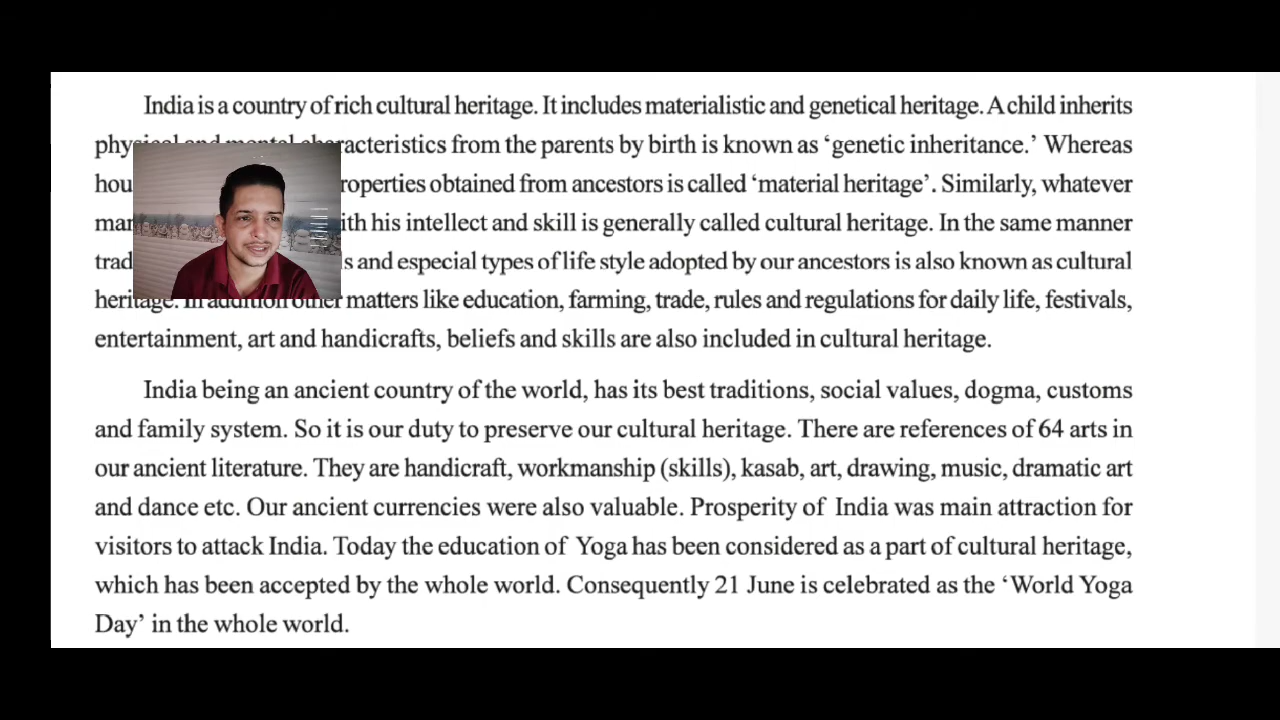 India is a country of rich cultural heritage. It includes materialistic and genetical heritage. A child inherits
physical and mental characteristics from the parents by birth is known as ‘genetic inheritance.’ Whereas
roperties obtained from ancestors is called ‘material heritage’. Similarly, whatever
his intellect and skill is generally called cultural heritage. In the same manner
and especial types of life style adopted by our ancestors is also known as cultural
heritage. In addition other matters like education, farming, trade, rules and regulations for daily life, festivals,
entertainment, art and handicrafts, beliefs and skills are also included in cultural heritage.
India being an ancient country of the world, has its best traditions, social values, dogma, customs
and family system. So it is our duty to preserve our cultural heritage. There are references of 64 arts in
our ancient literature. They are handicraft, workmanship (skills), kasab, art, drawing, music, dramatic art
and dance etc. Our ancient currencies were also valuable. Prosperity of India was main attraction for
visitors to attack India. Today the education of Yoga has been considered as a part of cultural heritage,
which has been accepted by the whole world. Consequently 21 June is celebrated as the ‘World Yoga
Day’ in the whole world.